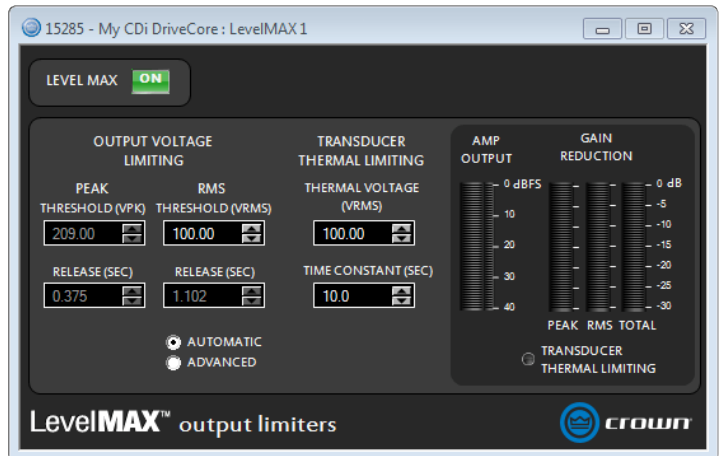 15285 - My CDi DriveCore : LevelMAX 1
LEVEL MAX ON
OUTPUT VOLTAGE
LIMITING
PEAK
THRESHOLD (VPK)
209.00
RELEASE (SEC)
0.375
RMS
THRESHOLD (VRMS)
100.00
RELEASE (SEC)
1.102
AUTOMATIC
ADVANCED
TRANSDUCER
THERMAL LIMITING
THERMAL VOLTAGE
(VRMS)
100.00
TIME CONSTANT (SEC)
10.0
AMP
OUTPUT
0 dBFS
10
20
30
40
GAIN
REDUCTION
0 dB
-5
-10
-15
-20
-25
-30
PEAK RMS TOTAL
TRANSDUCER
THERMAL LIMITING
LevelMAX™ output limiters
crown